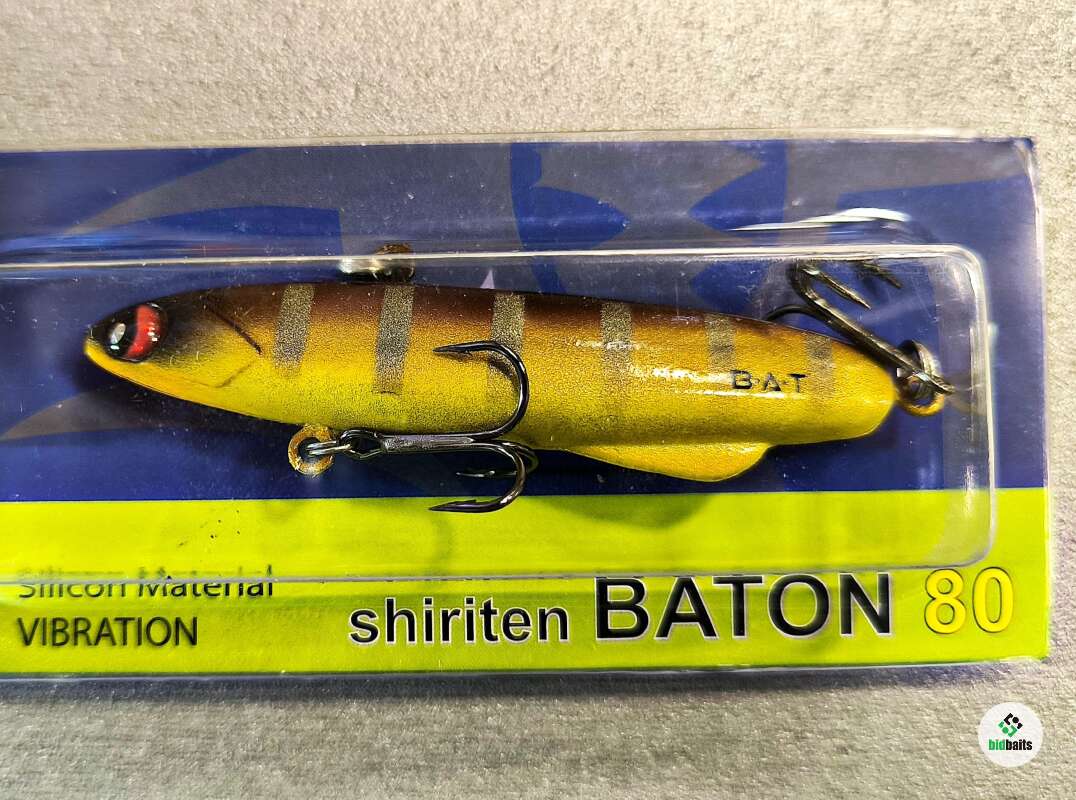 B·A·T
Silicon Material
VIBRATION
shiriten BATON 80
bidbaits